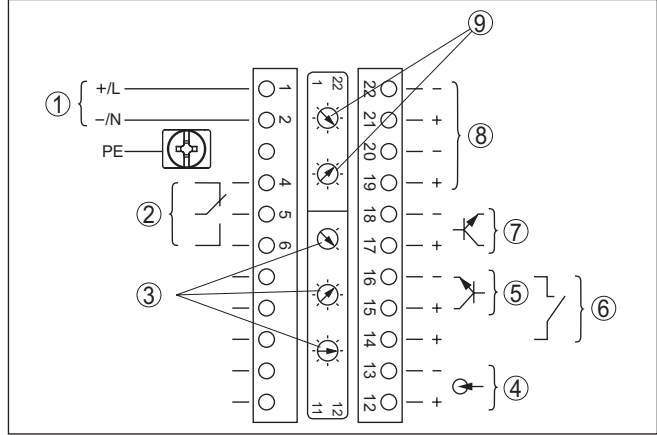 ⑨
① +/L 1 1 22 22 −
−/N 2 21 + ⑧
PE 20 −
4 19 +
② 5 18 − ⑦
6 17 +
16 −
③ 15 + ⑤ ⑥
14 +
13 − ④
11 12 12 +